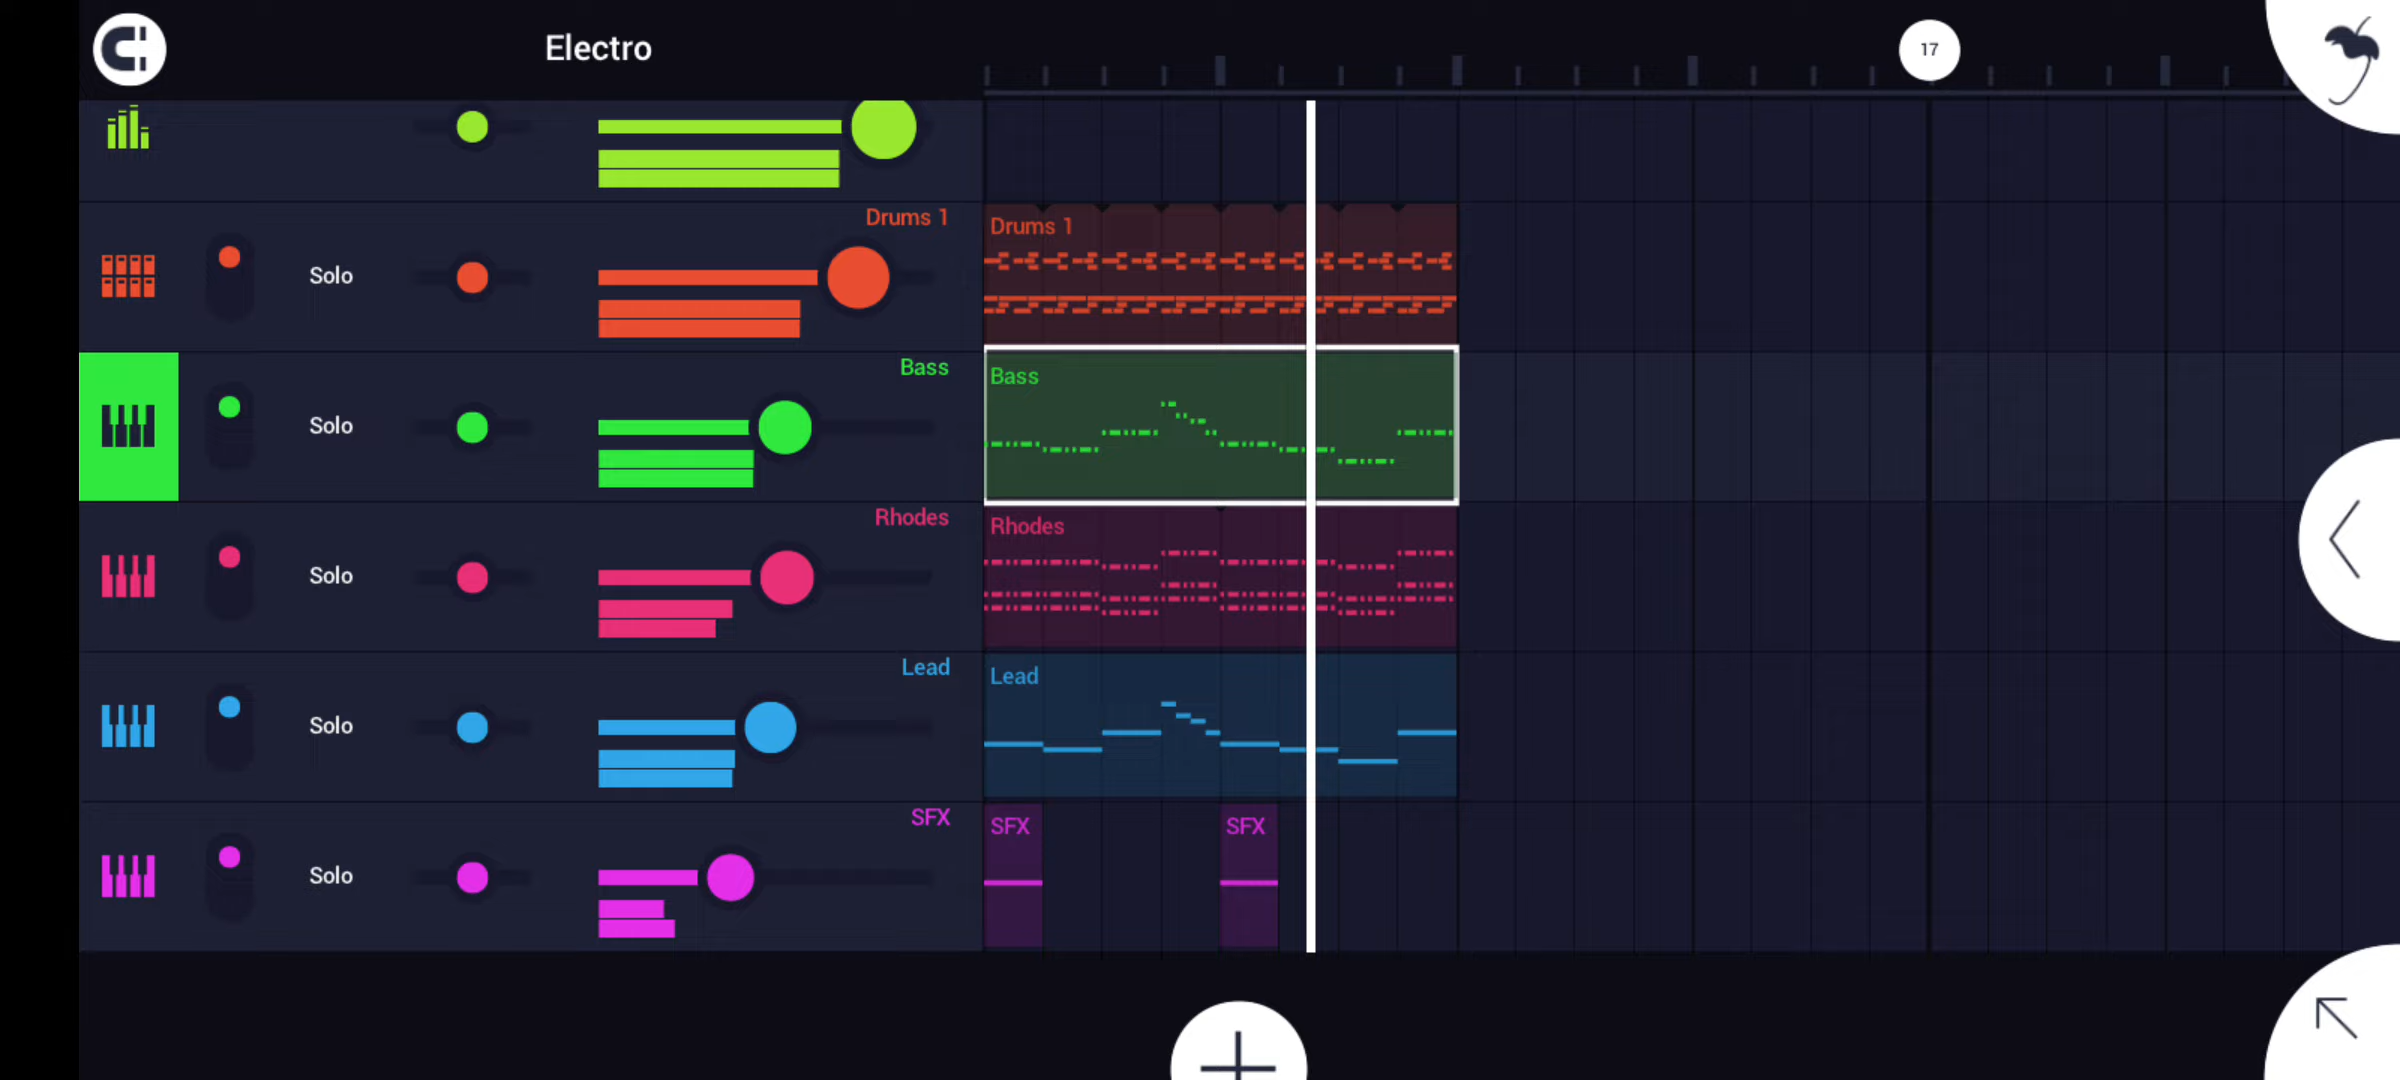 Electro
17
Drums 1
Solo
Drums 1
Bass
Solo
Bass
Rhodes
Solo
Rhodes
Lead
Solo
Lead
SFX
Solo
SFX
SFX